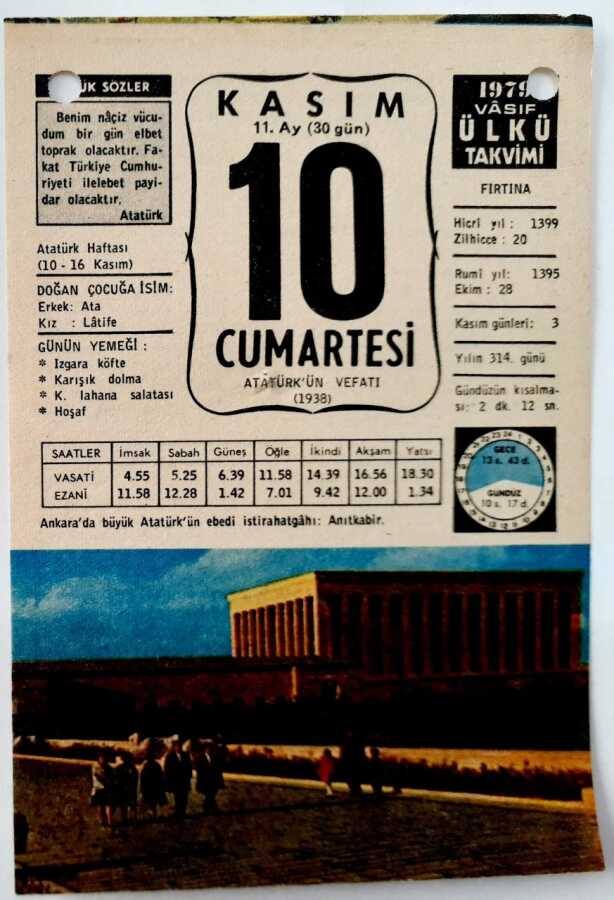 ÜK SÖZLER
Benim nâçiz vücu-
dum bir gün elbet
toprak olacaktır. Fa-
kat Türkiye Cumhu-
riyeti ilelebet payi-
dar olacaktır.
Atatürk
Atatürk Haftası
(10 - 16 Kasım)
DOĞAN ÇOCUĞA İSİM:
Erkek: Ata
Kız : Lâtife
GÜNÜN YEMEĞİ :
* Izgara köfte
* Karışık dolma
* K. lahana salatası
* Hoşaf
KASIM
11. Ay (30 gün)
10
CUMARTESİ
ATATÜRK'ÜN VEFATI
(1938)
1979
VÂSIF
ÜLKÜ
TAKVİMİ
FIRTINA
Hicrî yıl : 1399
Zilhicce : 20
Rumî yıl: 1395
Ekim : 28
Kasım günleri: 3
Yılın 314. günü
Gündüzün kısalma-
sı: 2 dk. 12 sn.
SAATLER İmsak Sabah Güneş Öğle İkindi Akşam Yatsı
VASATİ 4.55 5.25 6.39 11.58 14.39 16.56 18.30
EZANİ 11.58 12.28 1.42 7.01 9.42 12.00 1.34
GECE
13 s. 43 d.
GÜNDÜZ
10 s. 17 d.
Ankara'da büyük Atatürk'ün ebedi istirahatgâhı: Anıtkabir.